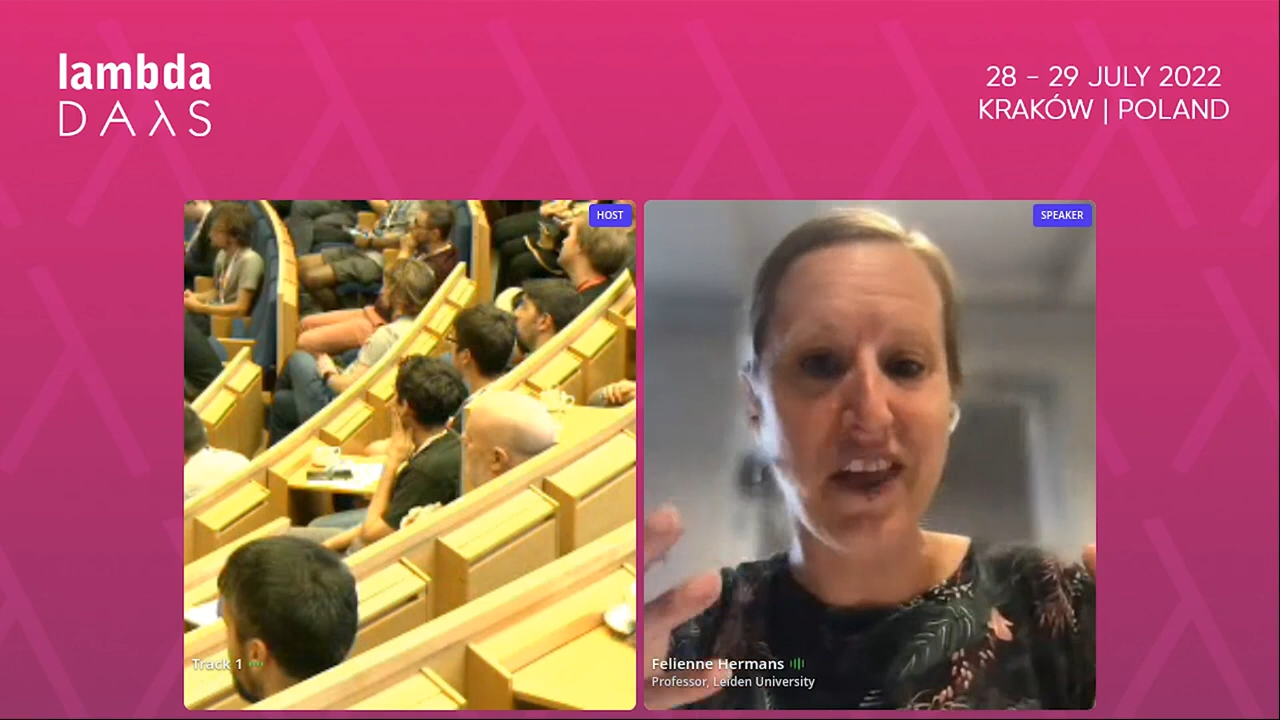 lambda
DAλS
28 – 29 JULY 2022
KRAKÓW | POLAND
HOST
SPEAKER
Track 1
Felienne Hermans
Professor, Leiden University